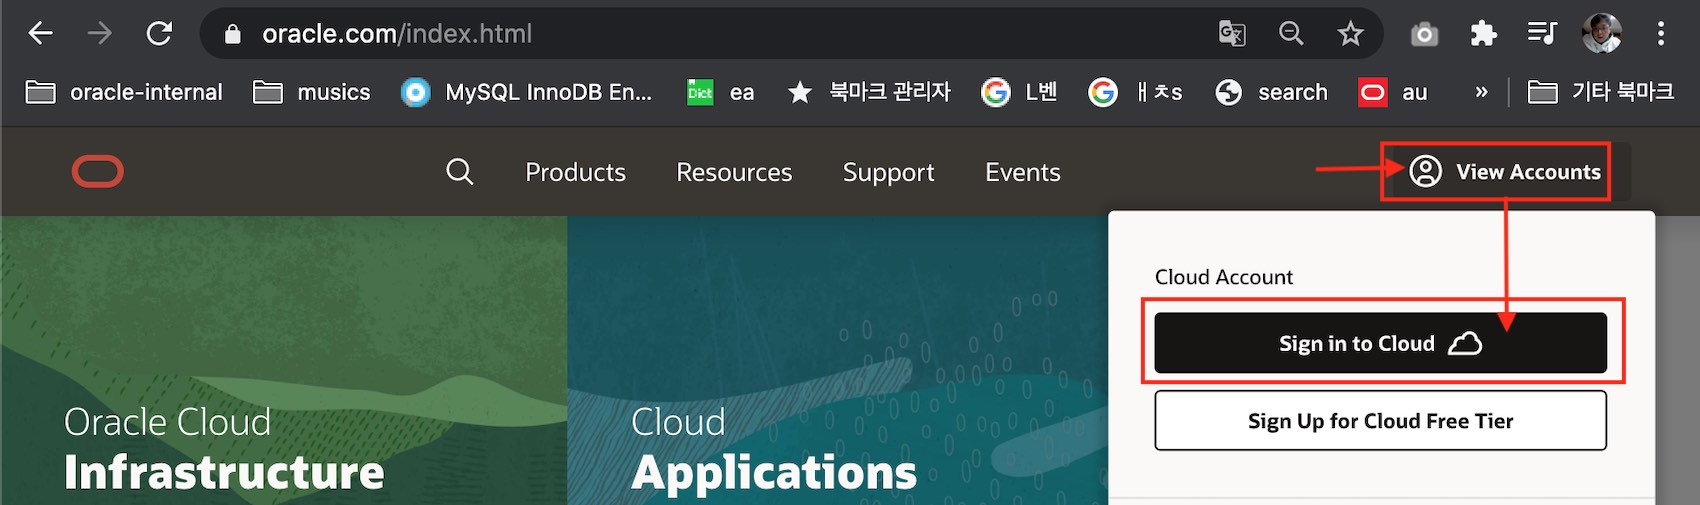 oracle.com/index.html
oracle-internal musics MySQL InnoDB En... Dict ea 북마크 관리자 L벤 ㅐㅊs search au » 기타 북마크
Products Resources Support Events View Accounts
Cloud Account
Sign in to Cloud
Sign Up for Cloud Free Tier
Oracle Cloud
Infrastructure
Cloud
Applications